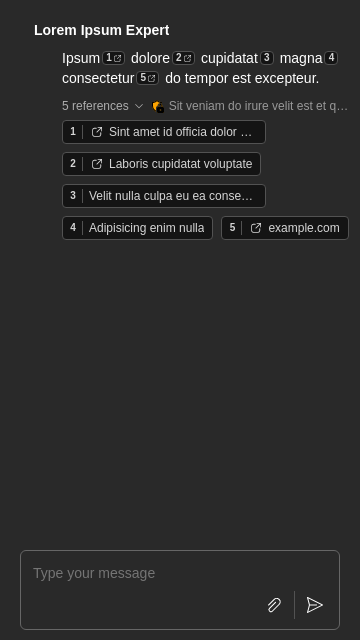 Lorem Ipsum Expert
Ipsum 1 dolore 2 cupidatat 3 magna 4
consectetur 5 do tempor est excepteur.
5 references Sit veniam do irure velit est et q…
1 Sint amet id officia dolor …
2 Laboris cupidatat voluptate
3 Velit nulla culpa eu ea conse…
4 Adipisicing enim nulla 5 example.com
Type your message